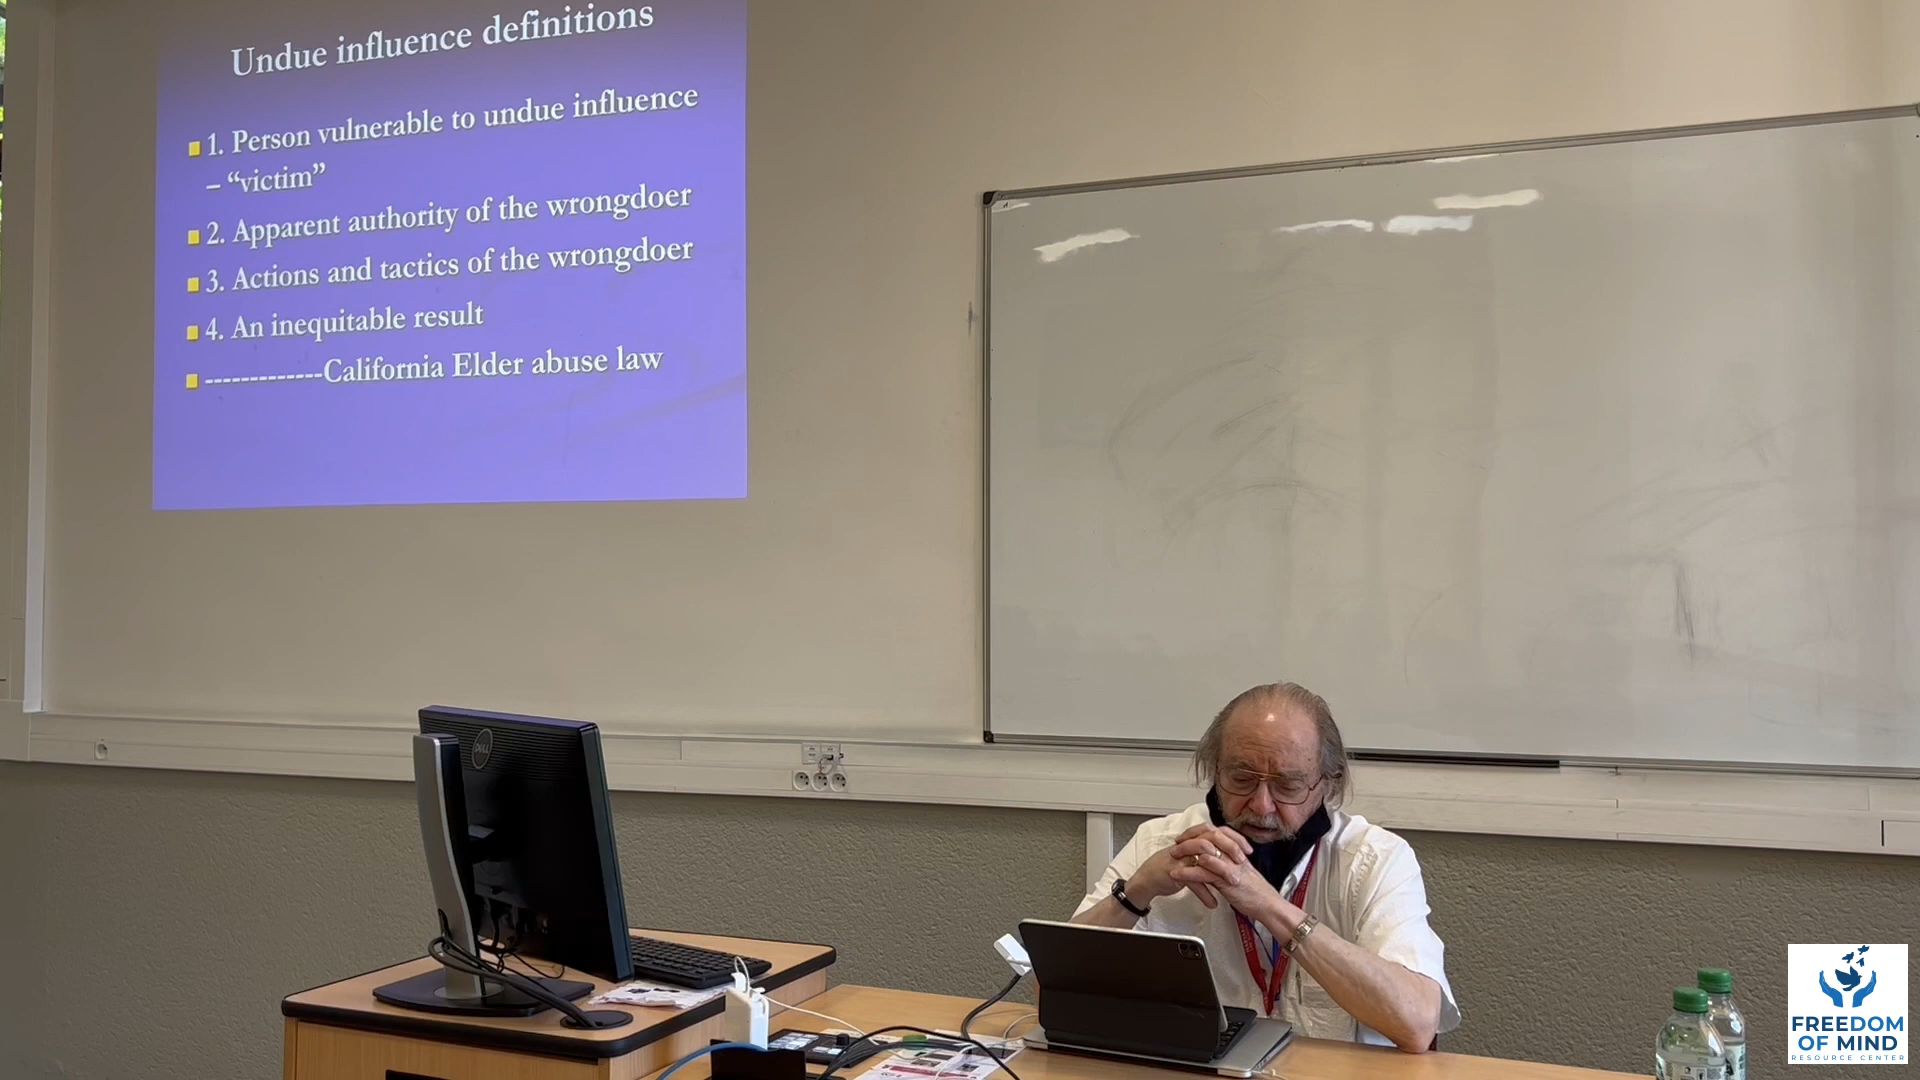 Undue influence definitions
1. Person vulnerable to undue influence
– “victim”
2. Apparent authority of the wrongdoer
3. Actions and tactics of the wrongdoer
4. An inequitable result
-------------California Elder abuse law
DELL
FREEDOM
OF MIND
RESOURCE CENTER